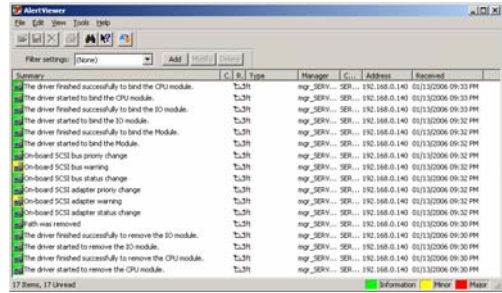 AlertViewer
File Edit View Tools Help
Filter settings: (None) Add Modify Delete
Summary C. R. Type Manager C... Address Received
The driver finished successfully to bind the CPU module. ft mgr_SERV... SER... 192.168.0.140 01/13/2006 09:33 PM
The driver started to bind the CPU module. ft mgr_SERV... SER... 192.168.0.140 01/13/2006 09:33 PM
The driver finished successfully to bind the IO module. ft mgr_SERV... SER... 192.168.0.140 01/13/2006 09:33 PM
The driver started to bind the IO module. ft mgr_SERV... SER... 192.168.0.140 01/13/2006 09:32 PM
The driver finished successfully to bind the Module. ft mgr_SERV... SER... 192.168.0.140 01/13/2006 09:32 PM
The driver started to bind the Module. ft mgr_SERV... SER... 192.168.0.140 01/13/2006 09:32 PM
On-board SCSI bus priority change ft mgr_SERV... SER... 192.168.0.140 01/13/2006 09:32 PM
On-board SCSI bus warning ft mgr_SERV... SER... 192.168.0.140 01/13/2006 09:32 PM
On-board SCSI bus status change ft mgr_SERV... SER... 192.168.0.140 01/13/2006 09:32 PM
On-board SCSI adapter priory change ft mgr_SERV... SER... 192.168.0.140 01/13/2006 09:32 PM
On-board SCSI adapter warning ft mgr_SERV... SER... 192.168.0.140 01/13/2006 09:32 PM
On-board SCSI adapter status change ft mgr_SERV... SER... 192.168.0.140 01/13/2006 09:32 PM
Path was removed ft mgr_SERV... SER... 192.168.0.140 01/13/2006 09:30 PM
The driver finished successfully to remove the IO module. ft mgr_SERV... SER... 192.168.0.140 01/13/2006 09:30 PM
The driver started to remove the IO module. ft mgr_SERV... SER... 192.168.0.140 01/13/2006 09:30 PM
The driver finished successfully to remove the CPU module. ft mgr_SERV... SER... 192.168.0.140 01/13/2006 09:30 PM
The driver started to remove the CPU module. ft mgr_SERV... SER... 192.168.0.140 01/13/2006 09:30 PM
17 Items, 17 Unread Information Minor Major